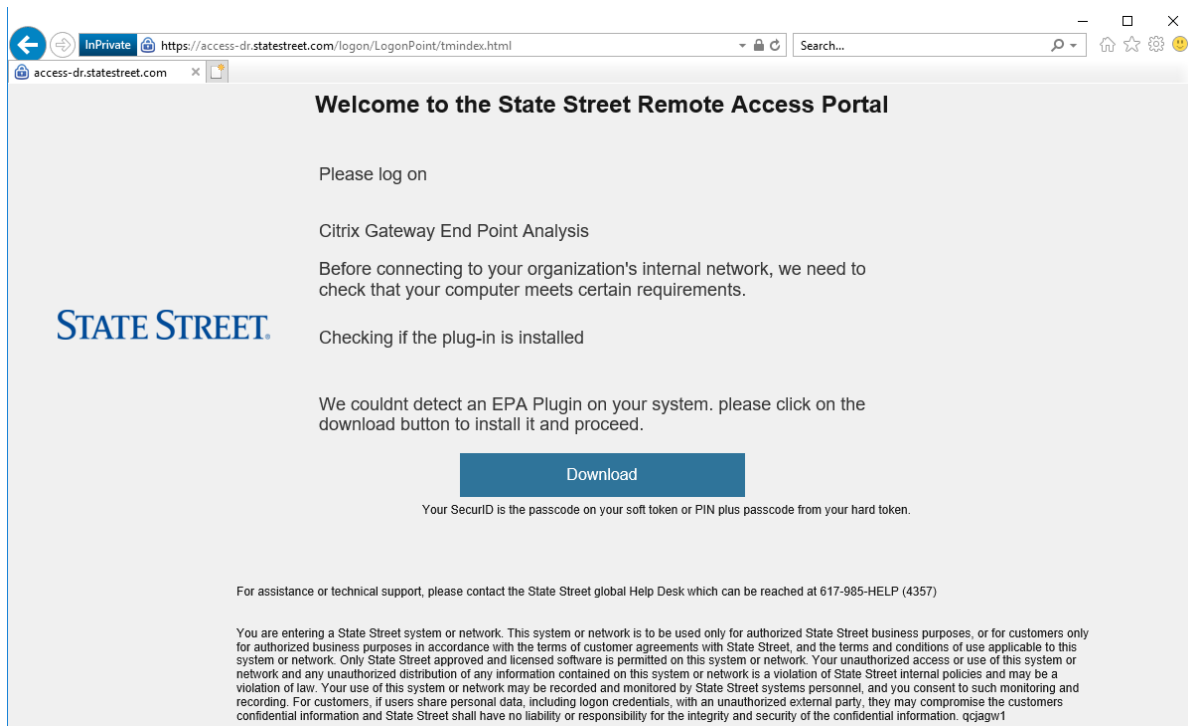 InPrivate
https://access-dr.statestreet.com/logon/LogonPoint/tmindex.html
Search...
access-dr.statestreet.com
Welcome to the State Street Remote Access Portal
Please log on
Citrix Gateway End Point Analysis
Before connecting to your organization's internal network, we need to
check that your computer meets certain requirements.
STATE STREET.
Checking if the plug-in is installed
We couldnt detect an EPA Plugin on your system. please click on the
download button to install it and proceed.
Download
Your SecurID is the passcode on your soft token or PIN plus passcode from your hard token.
For assistance or technical support, please contact the State Street global Help Desk which can be reached at 617-985-HELP (4357)
You are entering a State Street system or network. This system or network is to be used only for authorized State Street business purposes, or for customers only
for authorized business purposes in accordance with the terms of customer agreements with State Street, and the terms and conditions of use applicable to this
system or network. Only State Street approved and licensed software is permitted on this system or network. Your unauthorized access or use of this system or
network and any unauthorized distribution of any information contained on this system or network is a violation of State Street internal policies and may be a
violation of law. Your use of this system or network may be recorded and monitored by State Street systems personnel, and you consent to such monitoring and
recording. For customers, if users share personal data, including logon credentials, with an unauthorized external party, they may compromise the customers
confidential information and State Street shall have no liability or responsibility for the integrity and security of the confidential information. qcjagw1